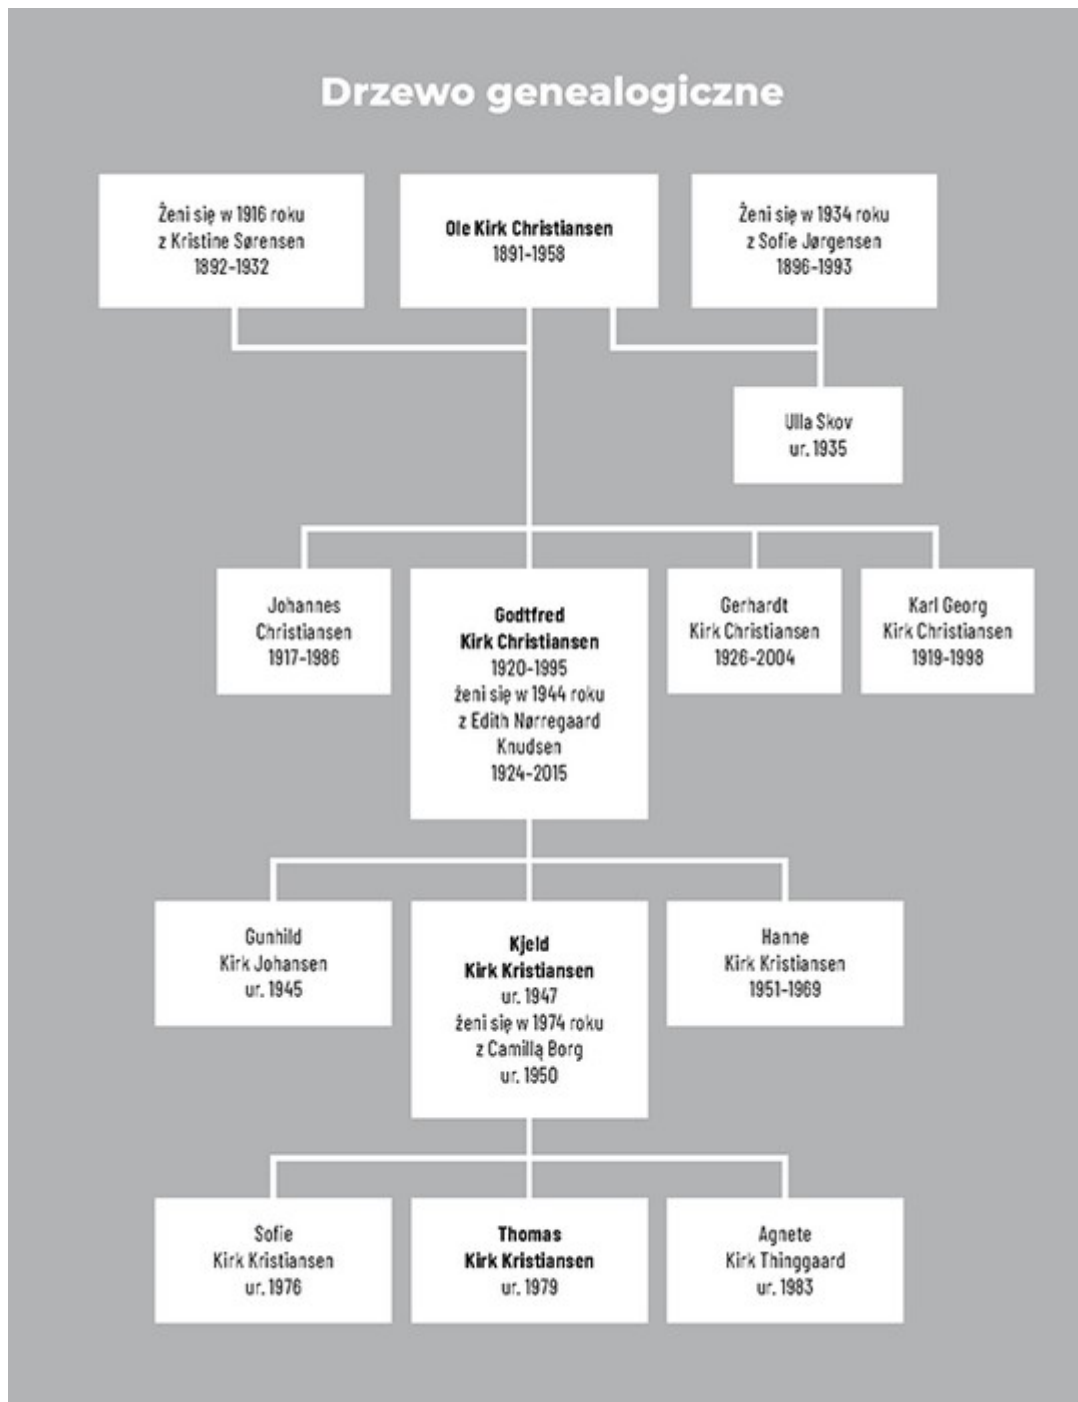 Drzewo genealogiczne
Żeni się w 1916 roku
z Kristine Sørensen
1892-1932
Ole Kirk Christiansen
1891-1958
Żeni się w 1934 roku
z Sofie Jørgensen
1896-1993
Ulla Skov
ur. 1935
Johannes
Christiansen
1917-1986
Godtfred
Kirk Christiansen
1920-1995
żeni się w 1944 roku
z Edith Nørregaard
Knudsen
1924-2015
Gerhardt
Kirk Christiansen
1926-2004
Karl Georg
Kirk Christiansen
1919-1998
Gunhild
Kirk Johansen
ur. 1945
Kjeld
Kirk Kristiansen
ur. 1947
żeni się w 1974 roku
z Camillą Borg
ur. 1950
Hanne
Kirk Kristiansen
1951-1969
Sofie
Kirk Kristiansen
ur. 1976
Thomas
Kirk Kristiansen
ur. 1979
Agnete
Kirk Thinggaard
ur. 1983